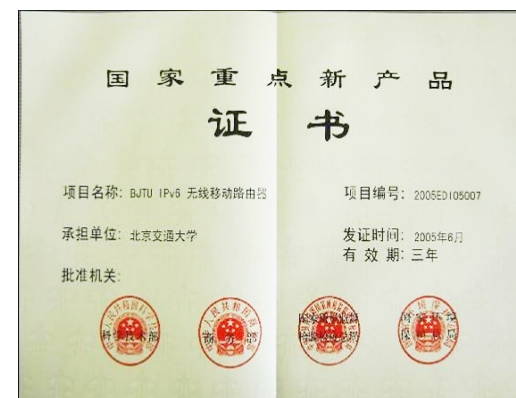 国家重点新产品
证书
项目名称: BJTU IPv6 无线移动路由器
项目编号: 2005ED105007
承担单位: 北京交通大学
发证时间: 2005年6月
有效期: 三年
批准机关: